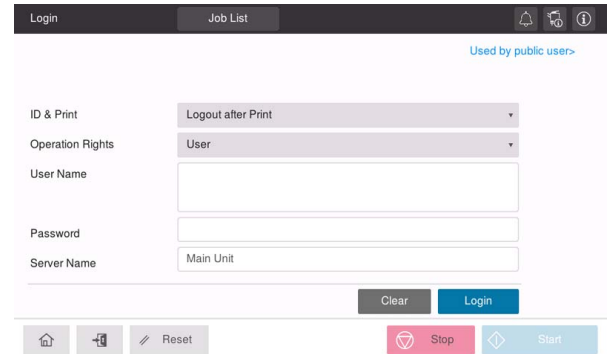 Login Job List
Used by public user>
ID & Print Logout after Print
Operation Rights User
User Name
Password
Server Name Main Unit
Clear Login
Reset Stop Start